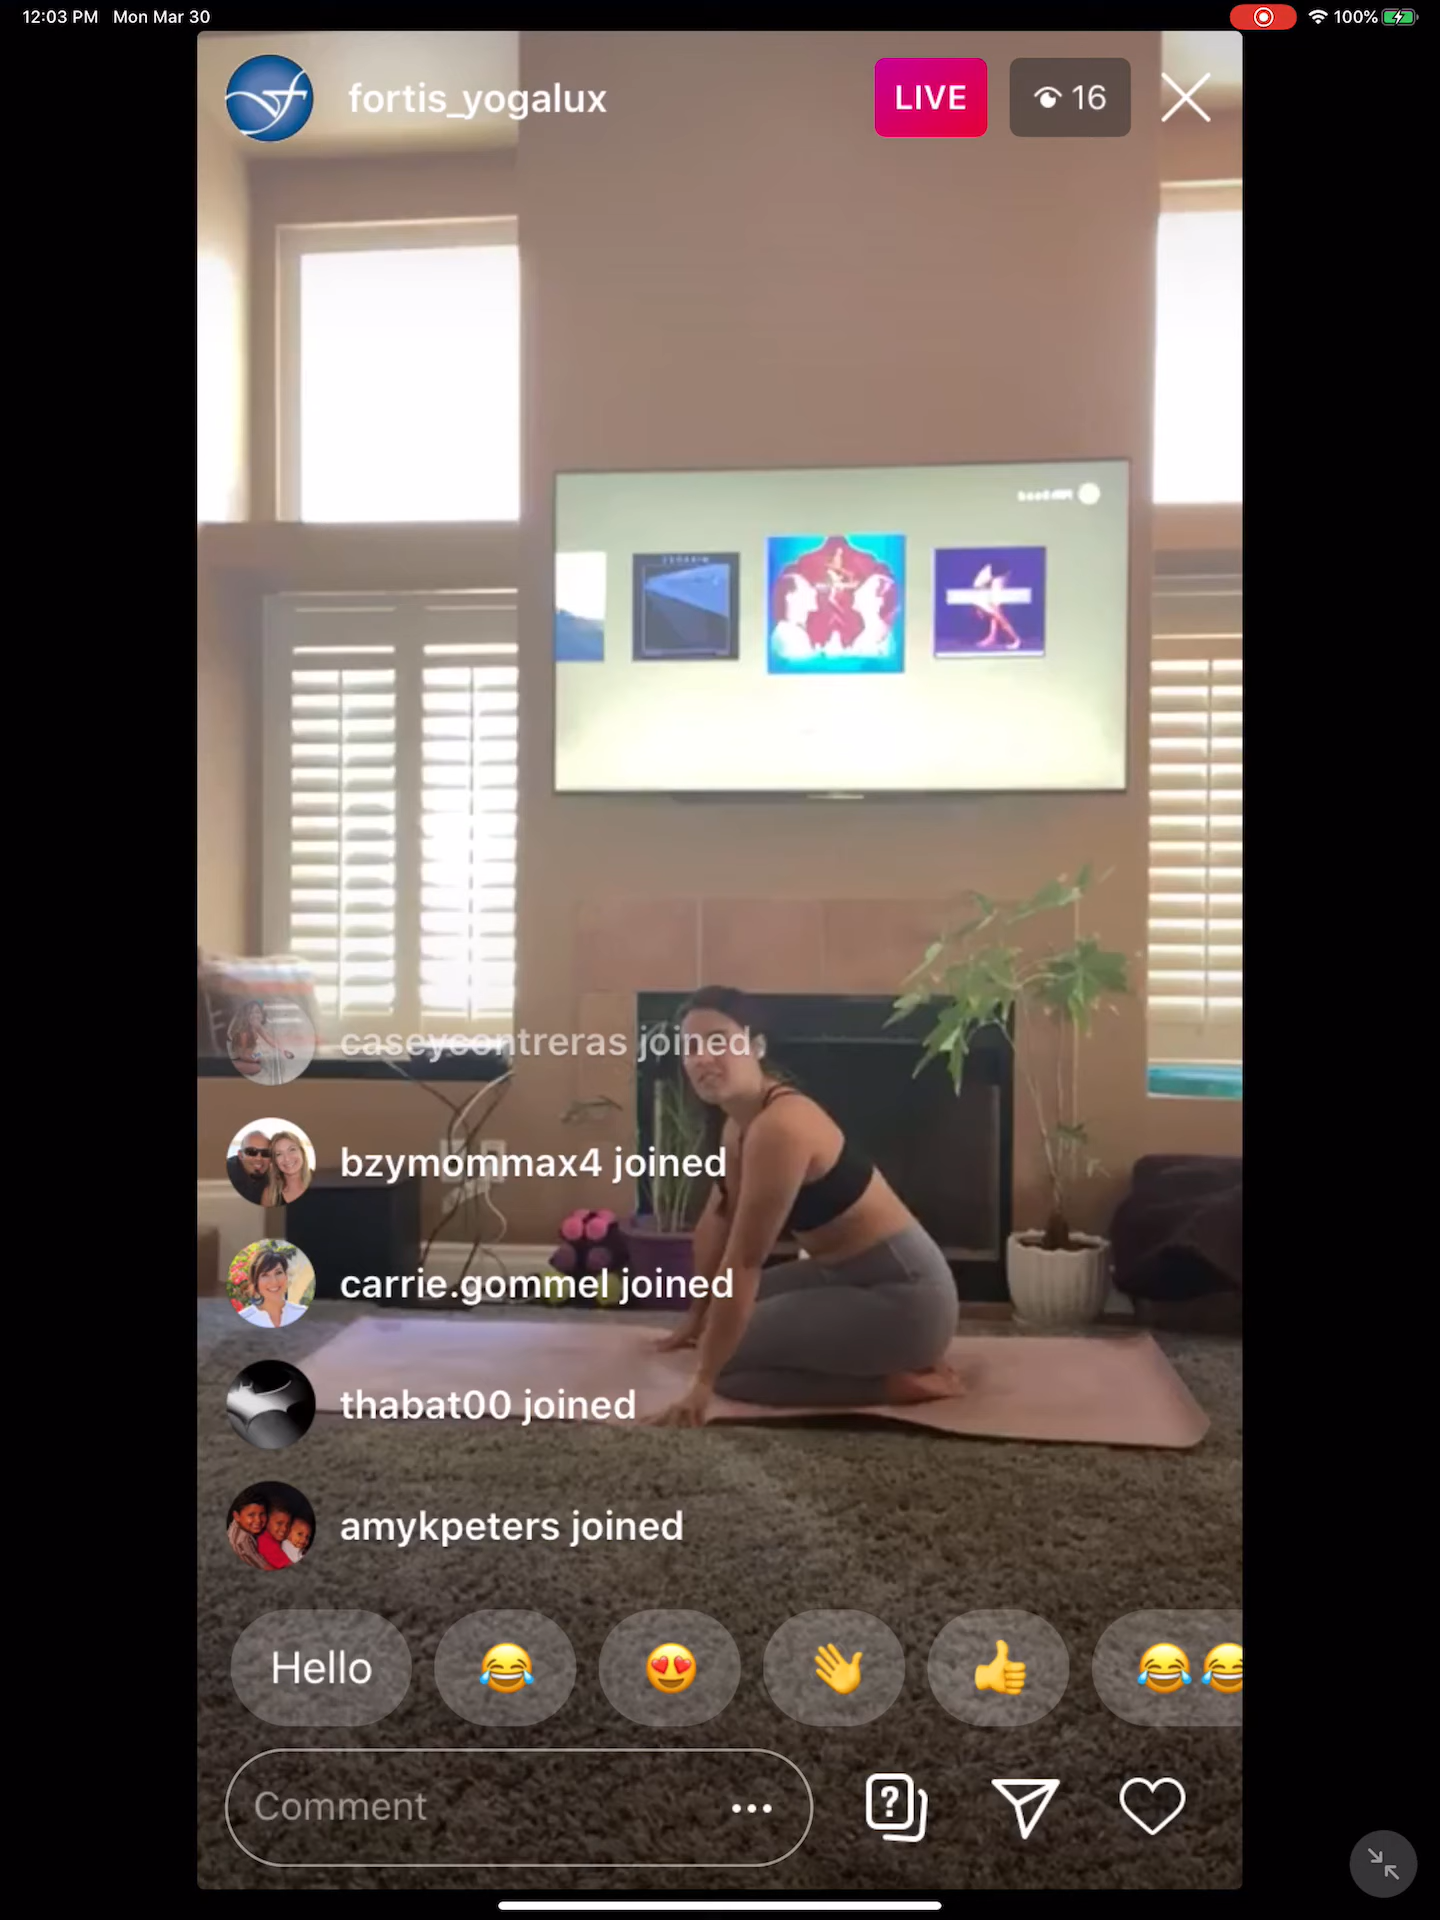 12:03 PM Mon Mar 30
100%
fortis_yogalux
LIVE
16
caseycontreras joined
bzymommax4 joined
carrie.gommel joined
thabat00 joined
amykpeters joined
Hello
Comment